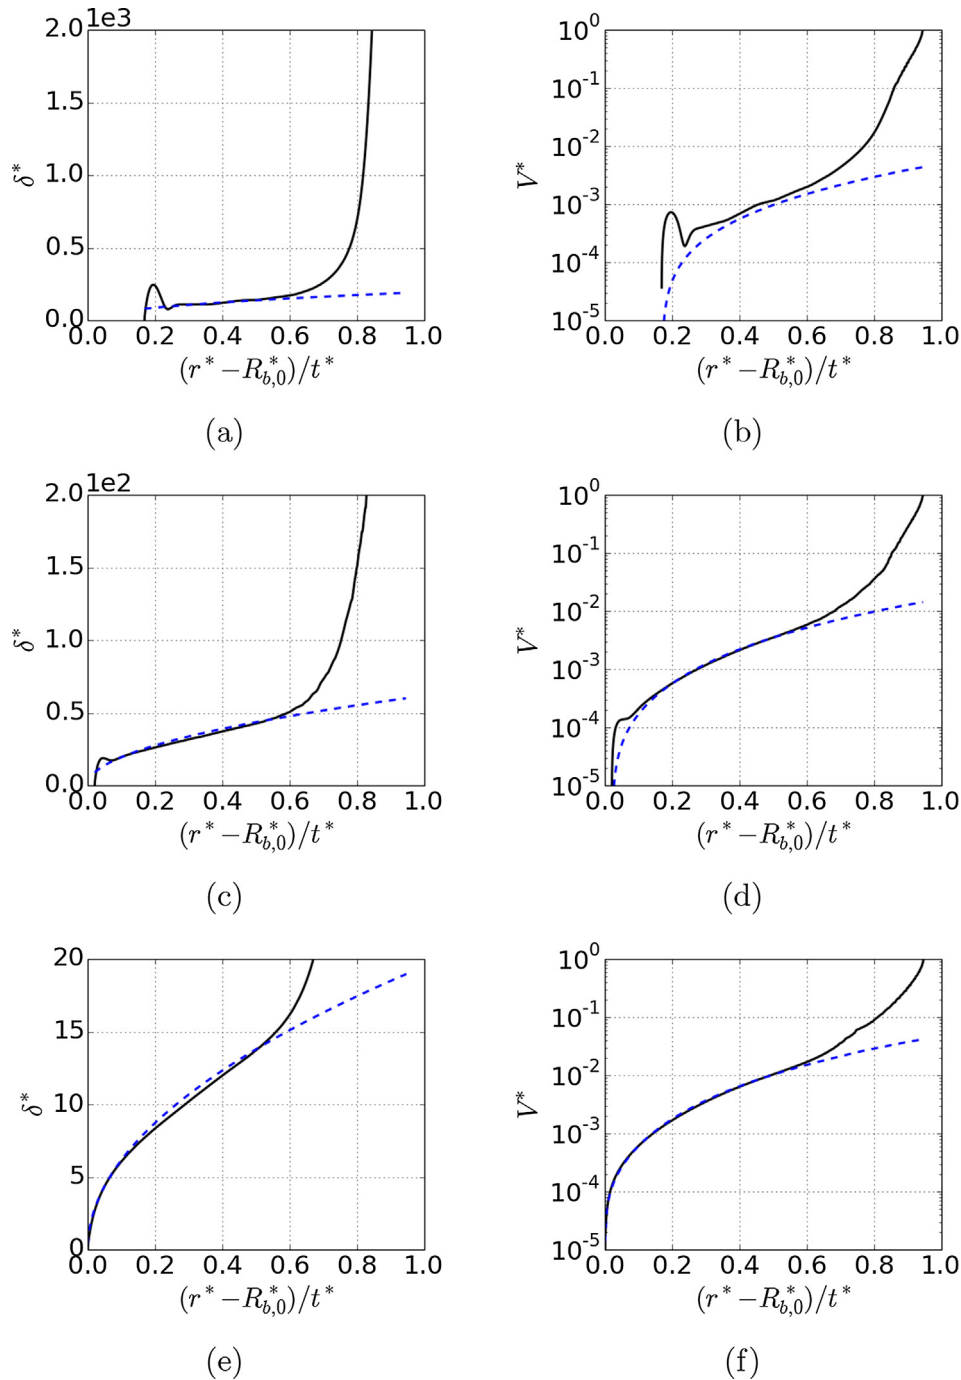 2.0 1e3
1.5
1.0
0.5
0.0
δ*
0.0 0.2 0.4 0.6 0.8 1.0
(r* − R*b,0)/t*
(a)
10^0
10^-1
10^-2
10^-3
10^-4
10^-5
V*
0.0 0.2 0.4 0.6 0.8 1.0
(r* − R*b,0)/t*
(b)
2.0 1e2
1.5
1.0
0.5
0.0
δ*
0.0 0.2 0.4 0.6 0.8 1.0
(r* − R*b,0)/t*
(c)
10^0
10^-1
10^-2
10^-3
10^-4
10^-5
V*
0.0 0.2 0.4 0.6 0.8 1.0
(r* − R*b,0)/t*
(d)
20
15
10
5
0
δ*
0.0 0.2 0.4 0.6 0.8 1.0
(r* − R*b,0)/t*
(e)
10^0
10^-1
10^-2
10^-3
10^-4
10^-5
V*
0.0 0.2 0.4 0.6 0.8 1.0
(r* − R*b,0)/t*
(f)